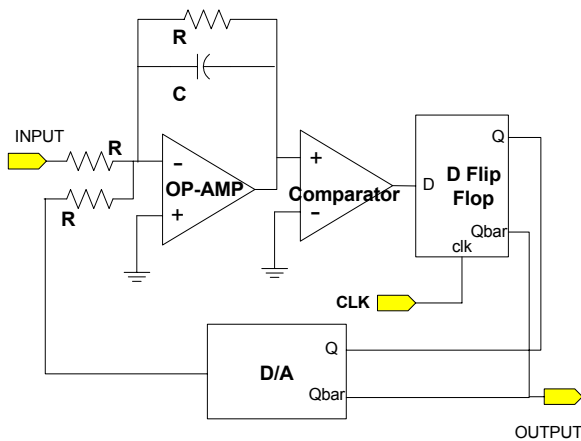 R
C
INPUT
R
R
−
+
OP-AMP
+
−
Comparator
D
Q
D Flip
Flop
Qbar
clk
CLK
D/A
Q
Qbar
OUTPUT